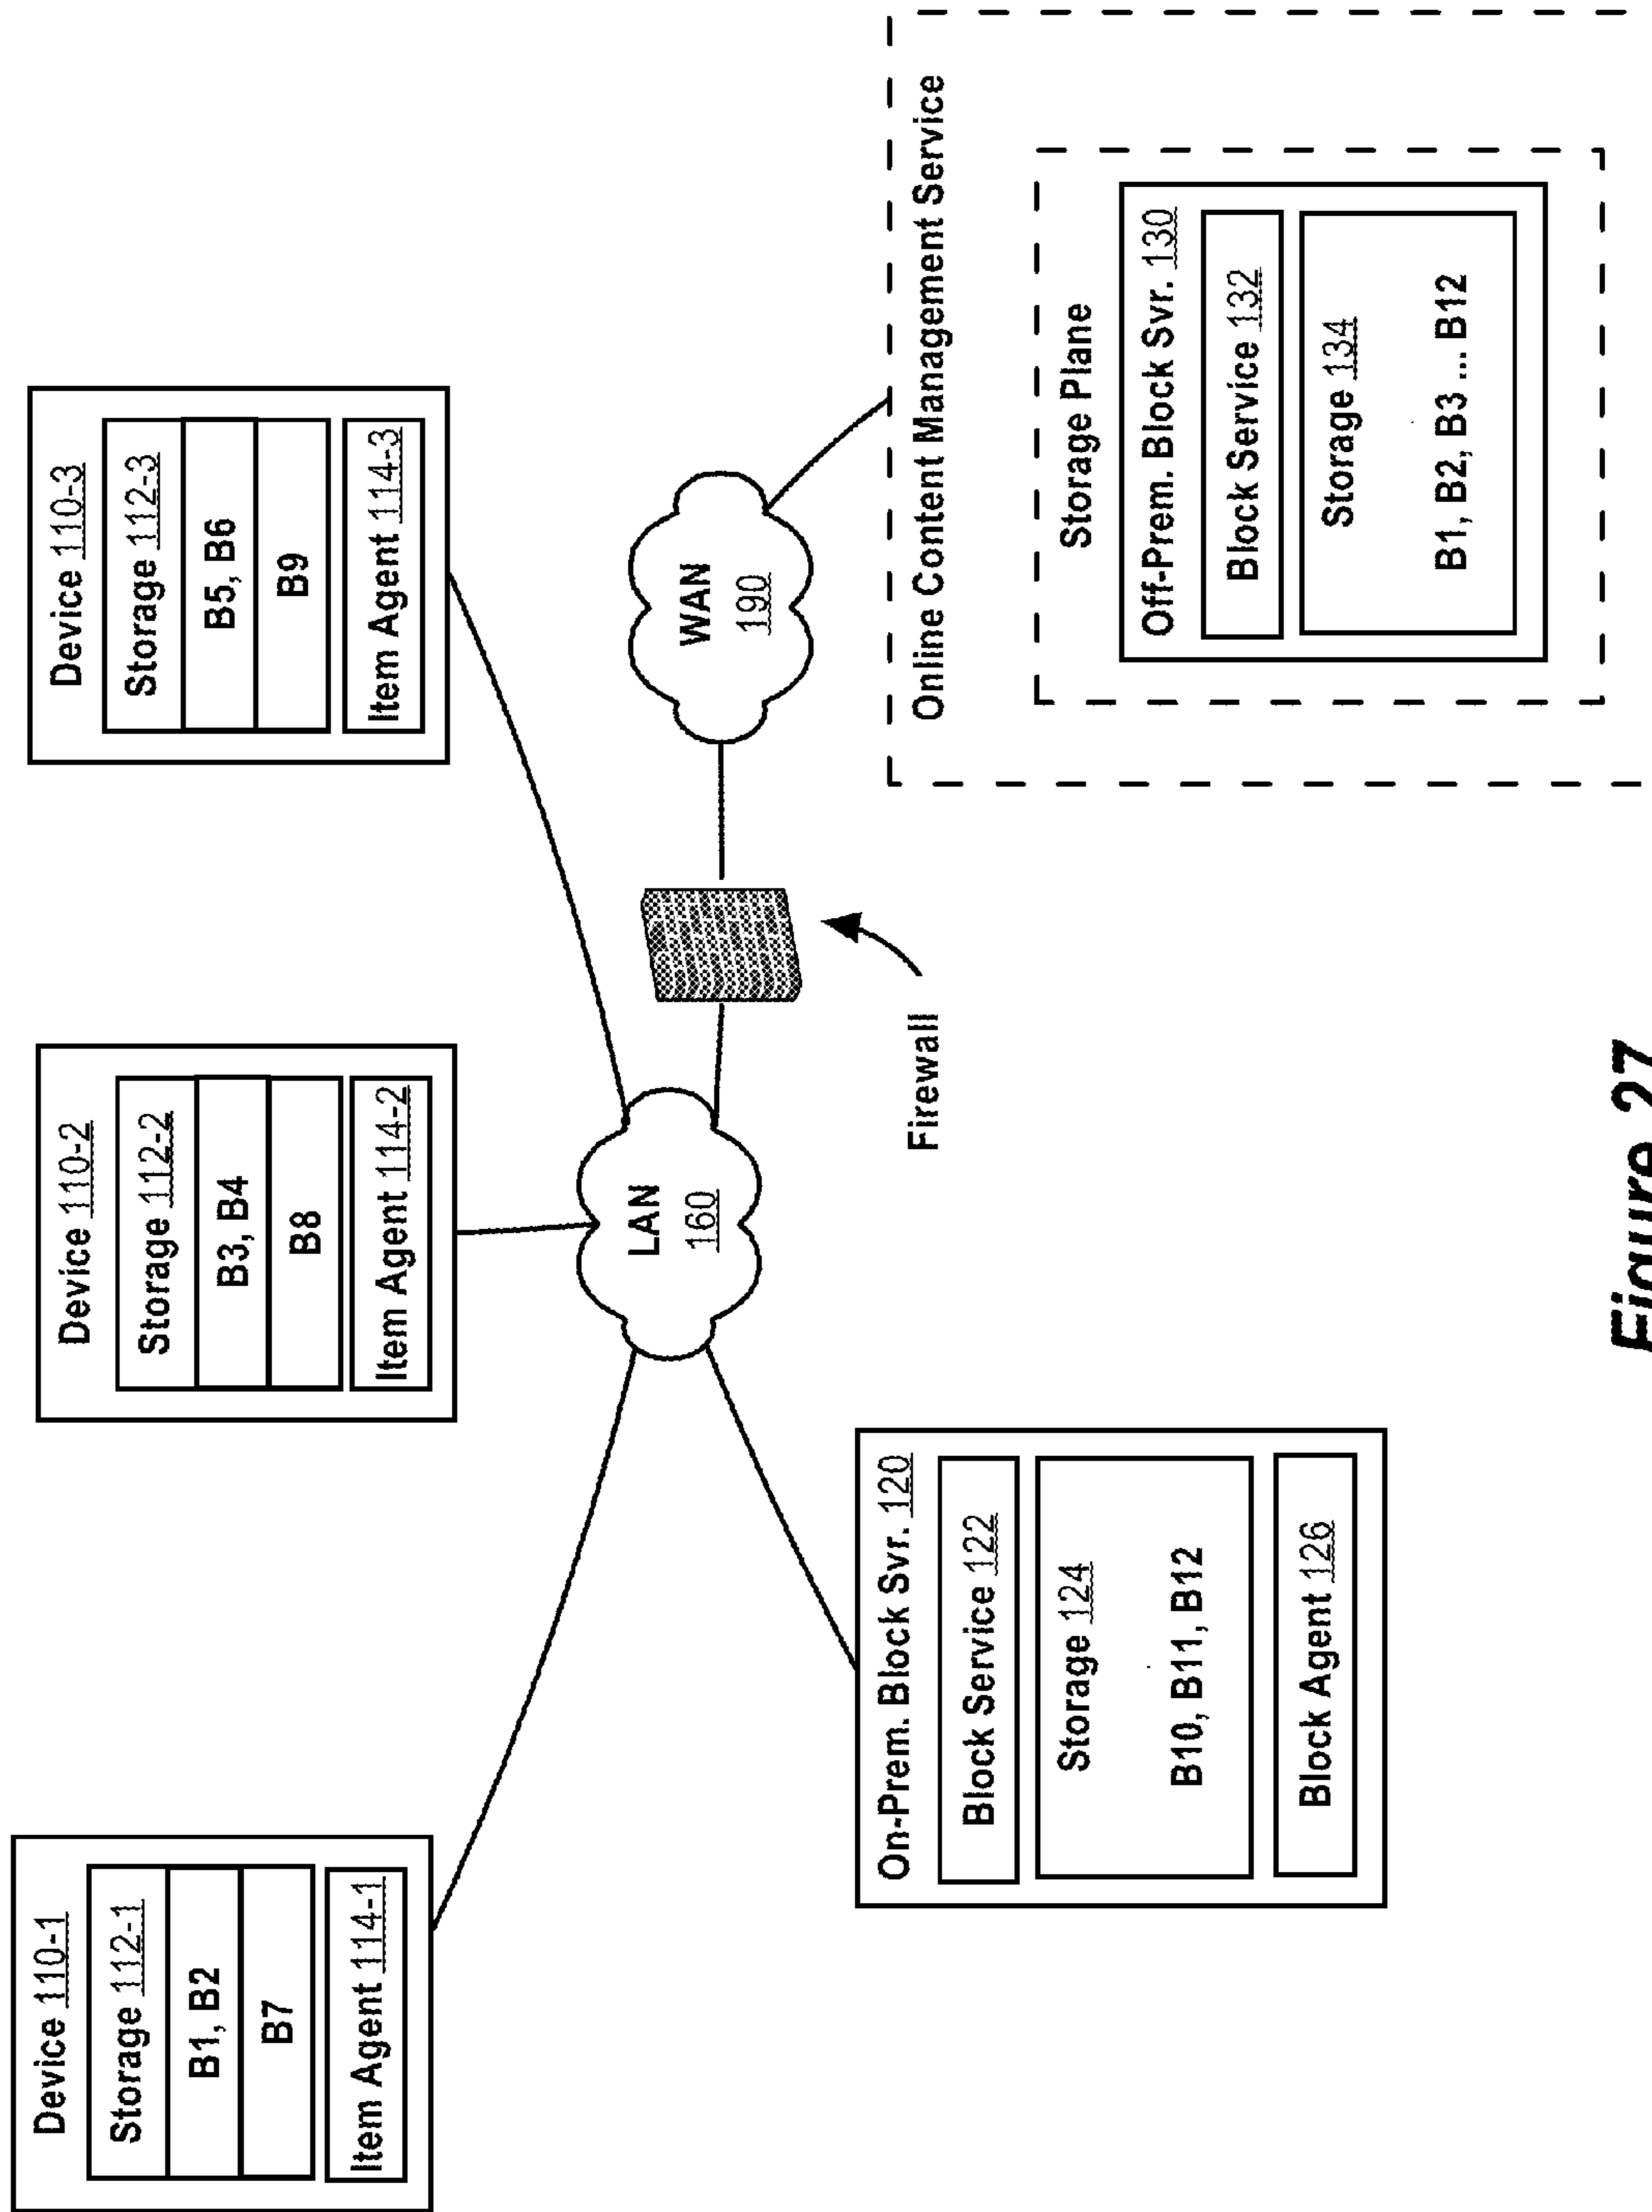 Device 110-1
Storage 112-1
B1, B2
B7
Item Agent 114-1
Device 110-2
Storage 112-2
B3, B4
B8
Item Agent 114-2
Device 110-3
Storage 112-3
B5, B6
B9
Item Agent 114-3
LAN
160
WAN
190
Firewall
On-Prem. Block Svr. 120
Block Service 122
Storage 124
B10, B11, B12
Block Agent 126
Online Content Management Service
Storage Plane
Off-Prem. Block Svr. 130
Block Service 132
Storage 134
B1, B2, B3 ... B12
Figure 27